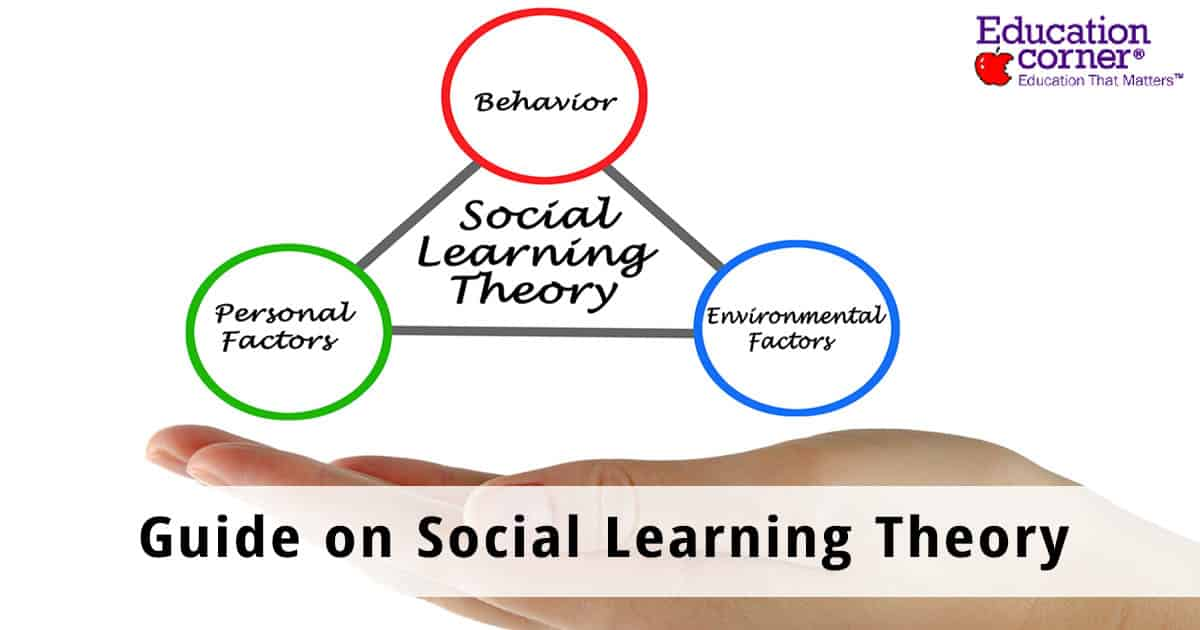 Education
corner®
Education That Matters™
Behavior
Social
Learning
Theory
Personal
Factors
Environmental
Factors
Guide on Social Learning Theory